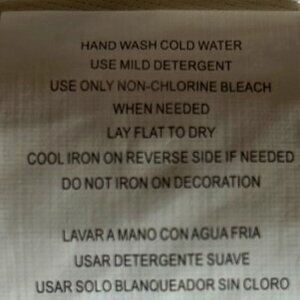 HAND WASH COLD WATER
USE MILD DETERGENT
USE ONLY NON-CHLORINE BLEACH
WHEN NEEDED
LAY FLAT TO DRY
COOL IRON ON REVERSE SIDE IF NEEDED
DO NOT IRON ON DECORATION
LAVAR A MANO CON AGUA FRIA
USAR DETERGENTE SUAVE
USAR SOLO BLANQUEADOR SIN CLORO